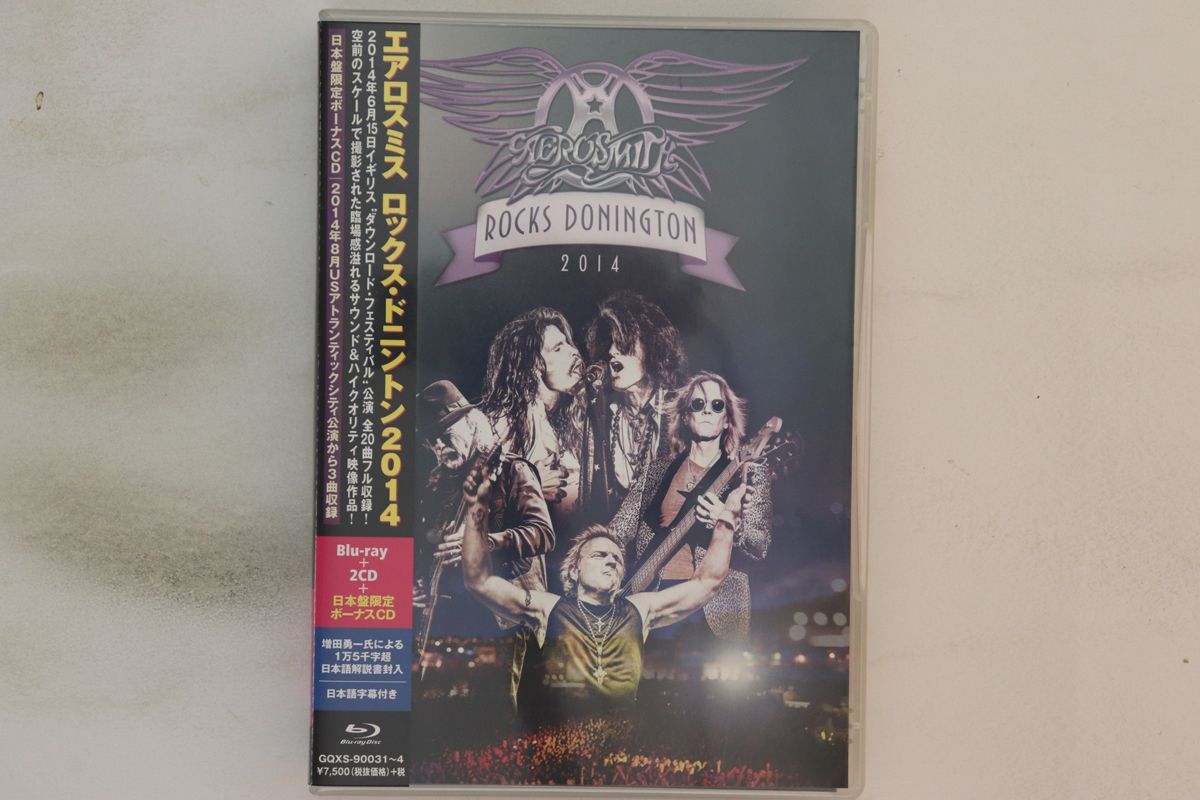 エアロスミス ロックス・ドニントン2014
2014年6月15日イギリス“ダウンロード・フェスティバル”公演 全20曲フル収録！
空前のスケールで撮影された臨場感溢れるサウンド&ハイクオリティ映像作品！
日本盤限定ボーナスCD 2014年8月USアトランティックシティ公演から3曲収録
Blu-ray
+
2CD
+
日本盤限定
ボーナスCD
増田勇一氏による
1万5千字超
日本語解説書封入
日本語字幕付き
Blu-ray Disc
GQXS-90031~4
¥7,500(税抜価格)+税
AEROSMITH
ROCKS DONINGTON
2014